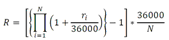 R = [{∏_{i=1}^{N} (1 + r_i/36000)} − 1] * 36000/N